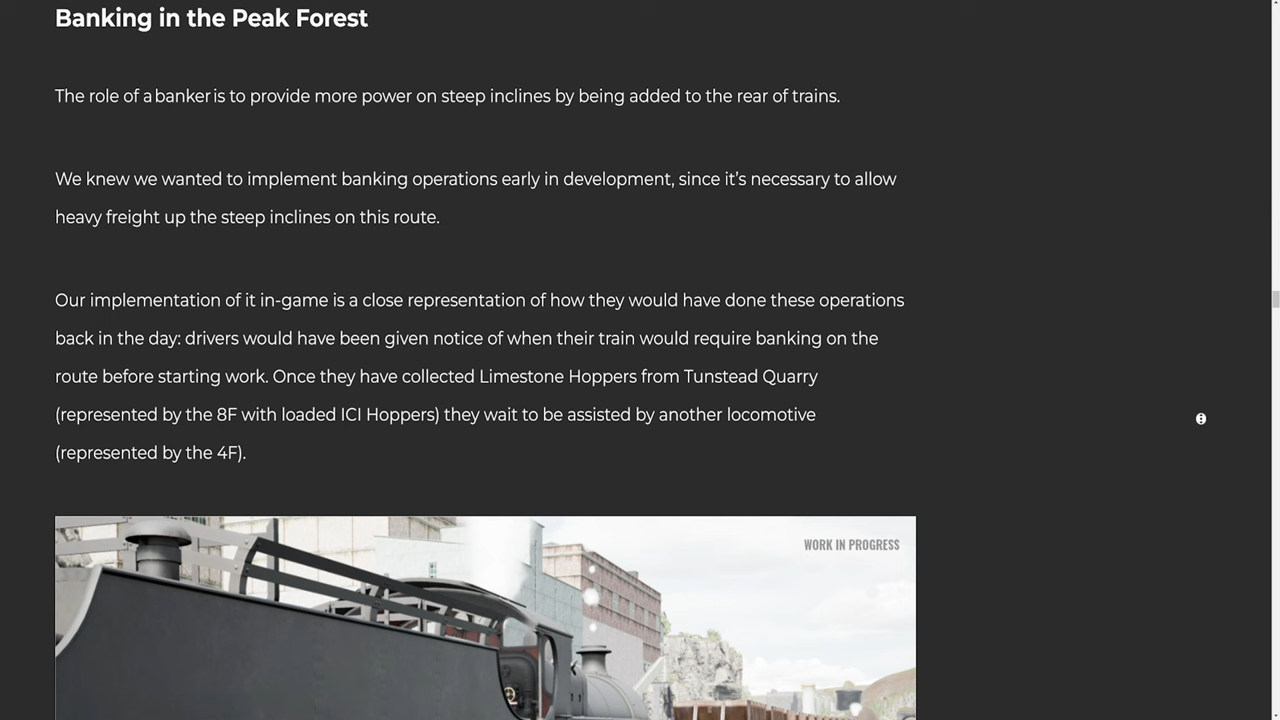 Banking in the Peak Forest
The role of a banker is to provide more power on steep inclines by being added to the rear of trains.
We knew we wanted to implement banking operations early in development, since it's necessary to allow
heavy freight up the steep inclines on this route.
Our implementation of it in-game is a close representation of how they would have done these operations
back in the day: drivers would have been given notice of when their train would require banking on the
route before starting work. Once they have collected Limestone Hoppers from Tunstead Quarry
(represented by the 8F with loaded ICI Hoppers) they wait to be assisted by another locomotive
(represented by the 4F).
WORK IN PROGRESS